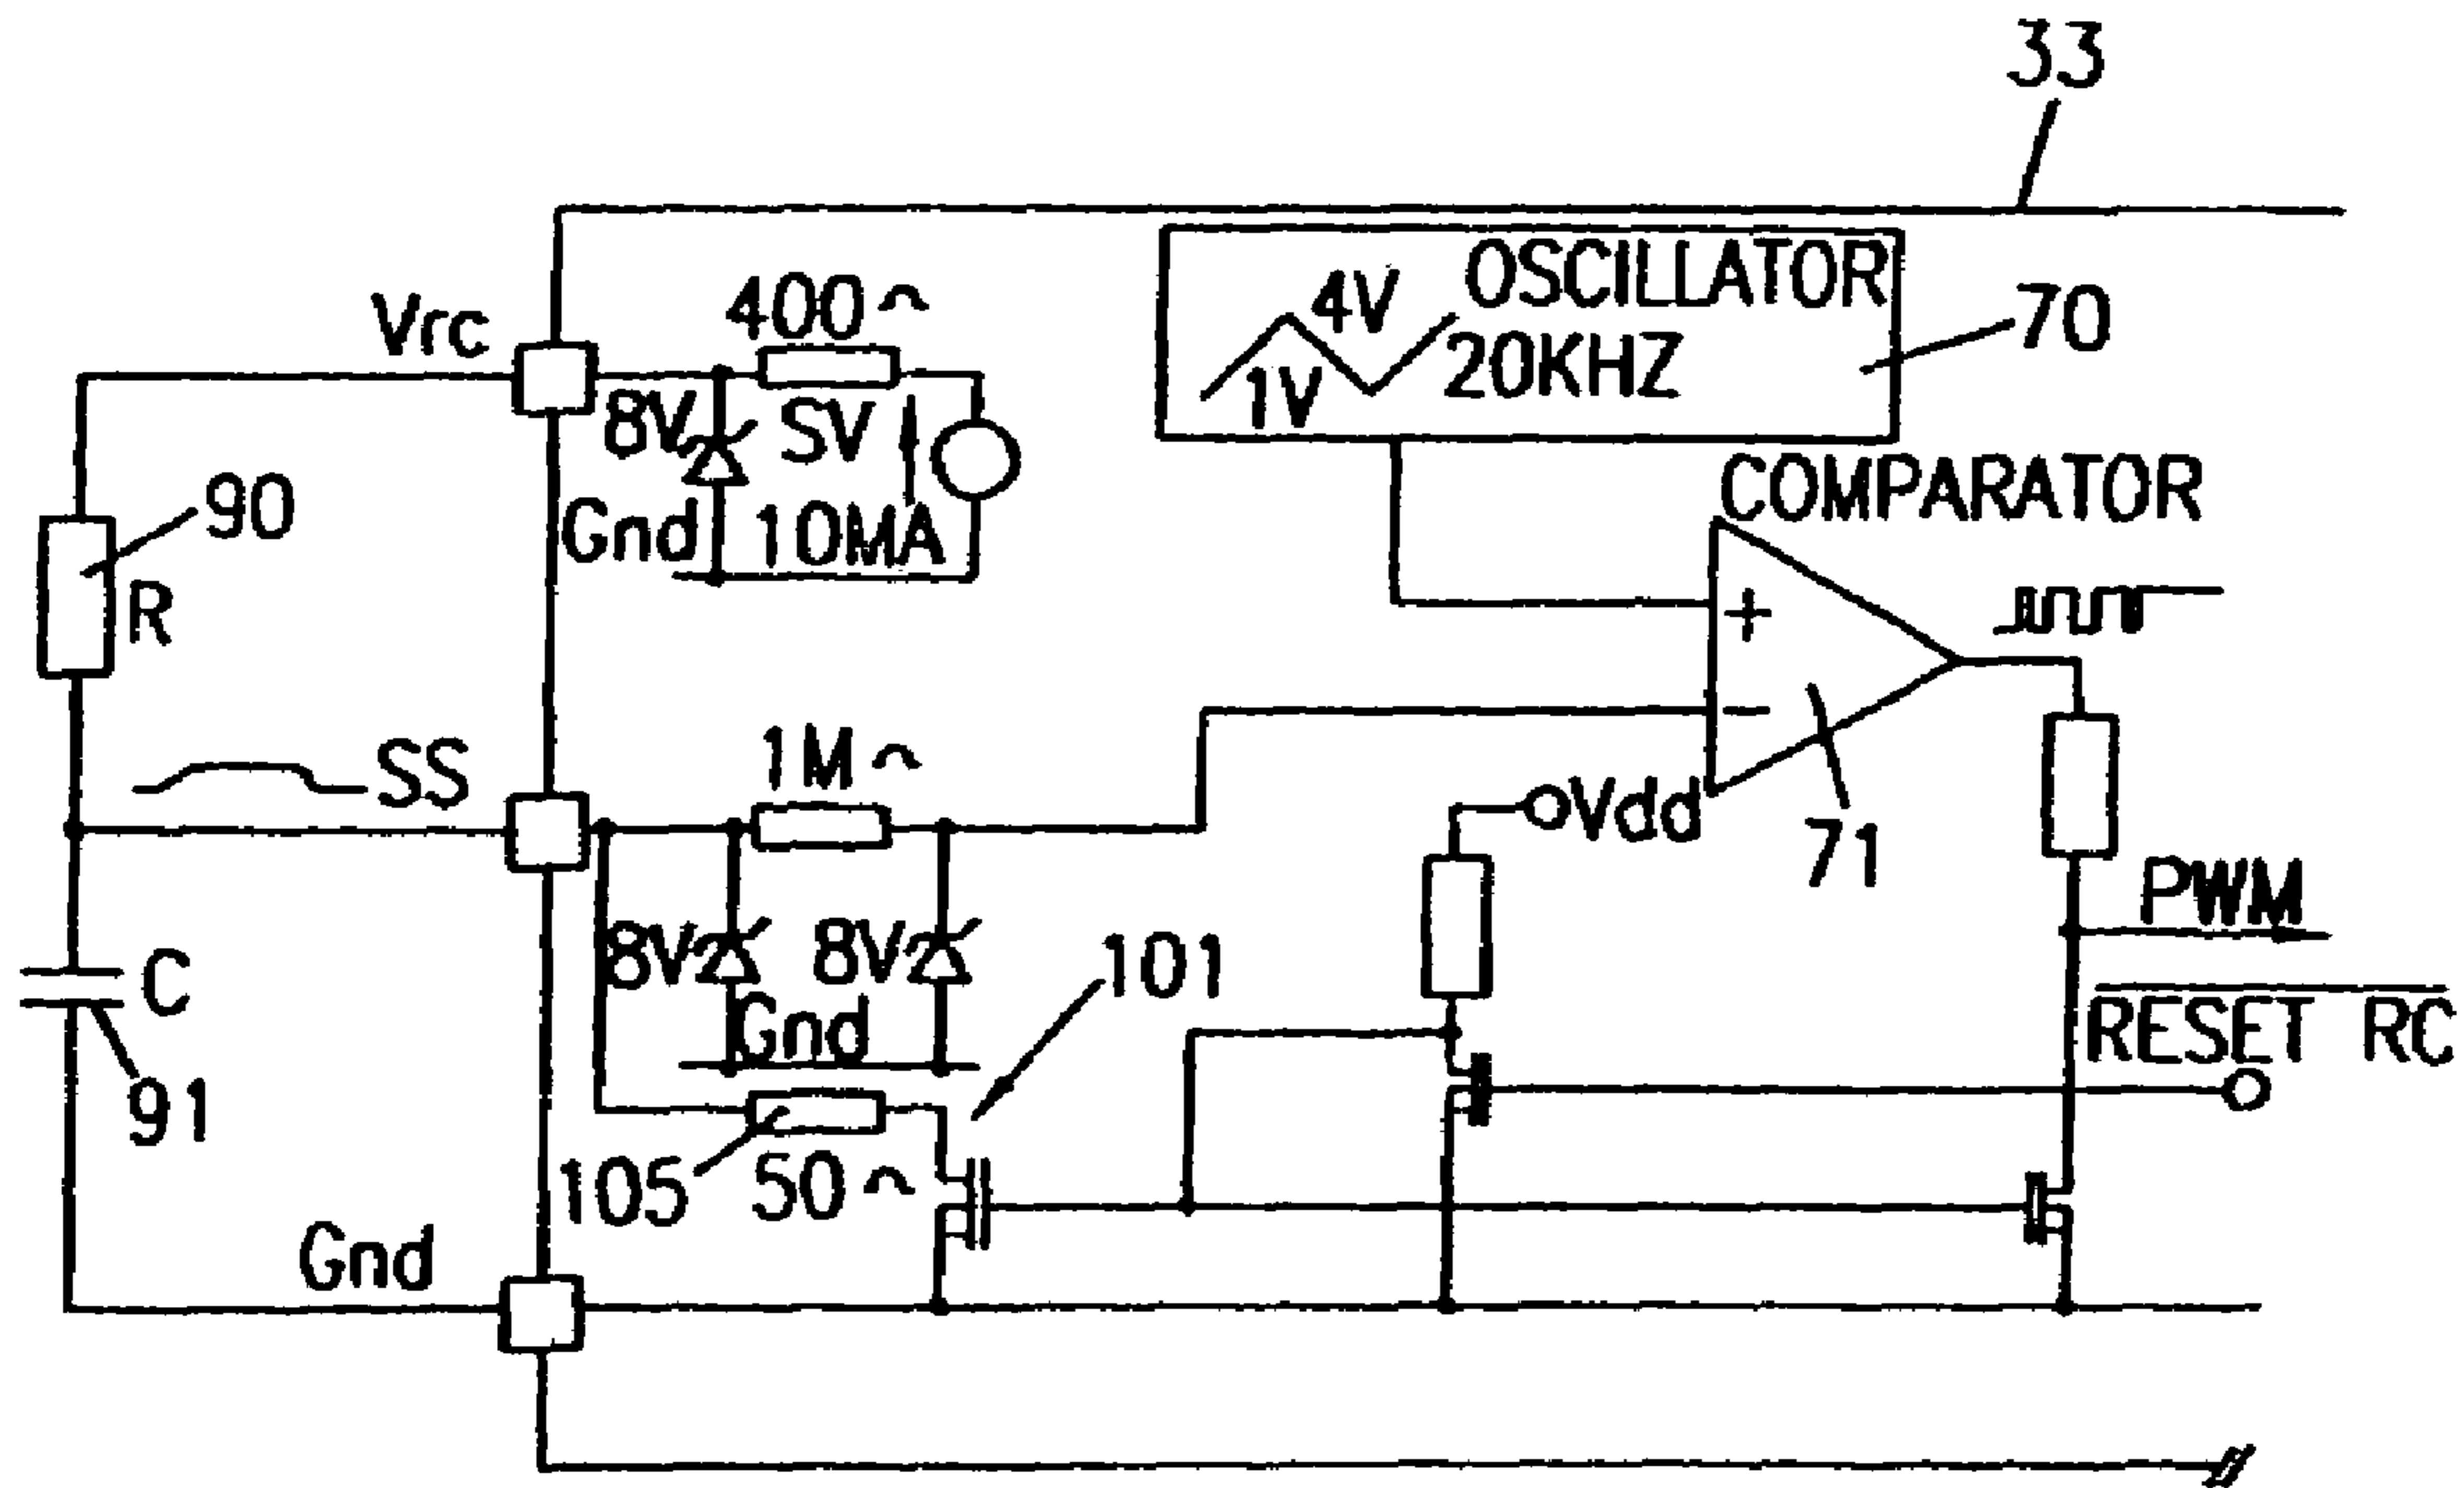 33
Vrc
400
4V
OSCILLATOR
70
1V
20KHZ
8V
SV
90
COMPARATOR
Gnd
10MA
R
+
SS
1M
-
Vdd
71
PWM
C
8V
8V
101
Gnd
RESET RC
91
105
50
Gnd